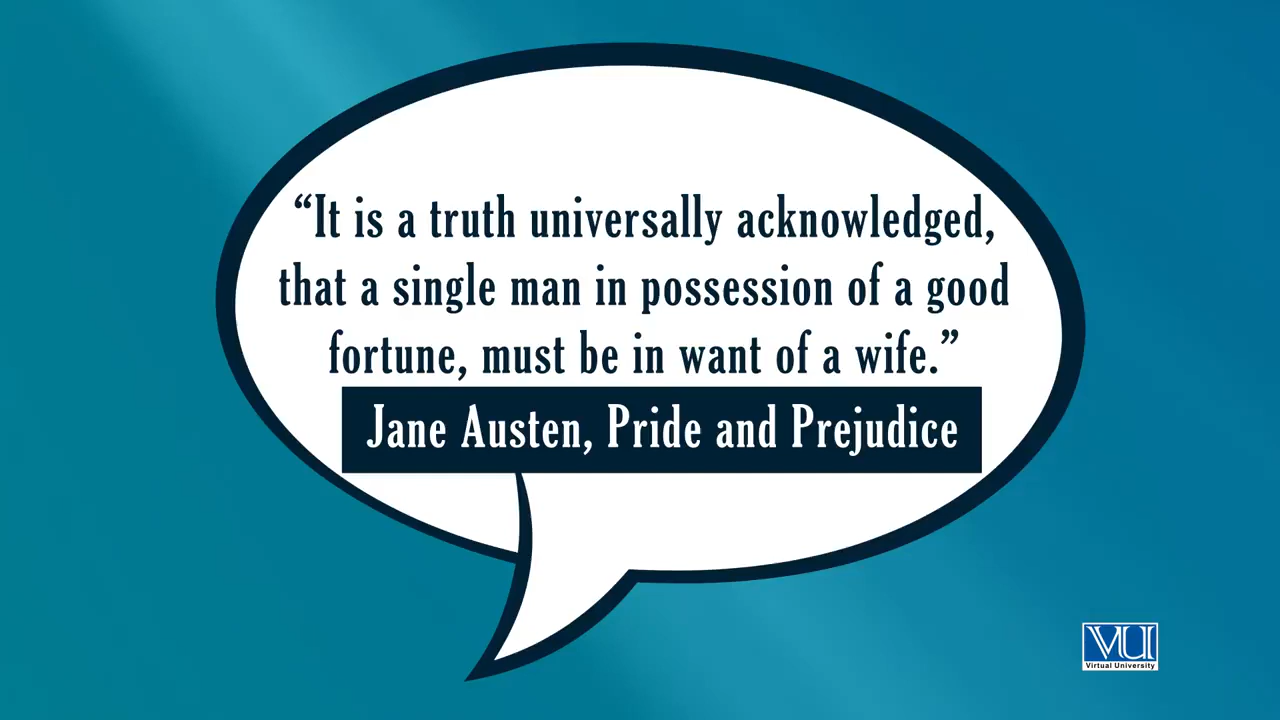 “It is a truth universally acknowledged,
that a single man in possession of a good
fortune, must be in want of a wife.”
Jane Austen, Pride and Prejudice
VU
Virtual University